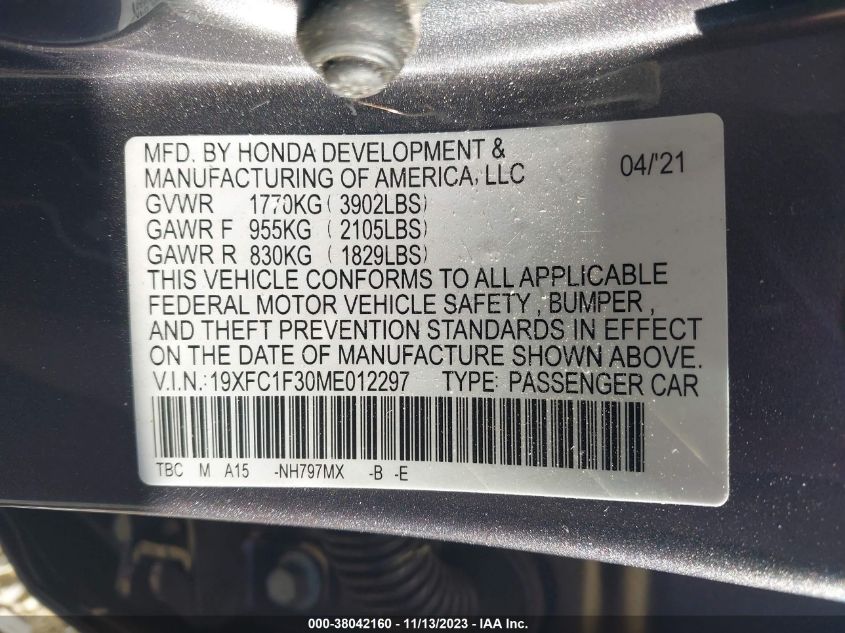 MFD. BY HONDA DEVELOPMENT &
MANUFACTURING OF AMERICA, LLC
04/'21
GVWR 1770KG ( 3902LBS)
GAWR F 955KG ( 2105LBS)
GAWR R 830KG ( 1829LBS)
THIS VEHICLE CONFORMS TO ALL APPLICABLE
FEDERAL MOTOR VEHICLE SAFETY , BUMPER ,
AND THEFT PREVENTION STANDARDS IN EFFECT
ON THE DATE OF MANUFACTURE SHOWN ABOVE.
V.I.N.:19XFC1F30ME012297 TYPE: PASSENGER CAR
TBC M A15 -NH797MX -B -E
000-38042160 - 11/13/2023 - IAA Inc.